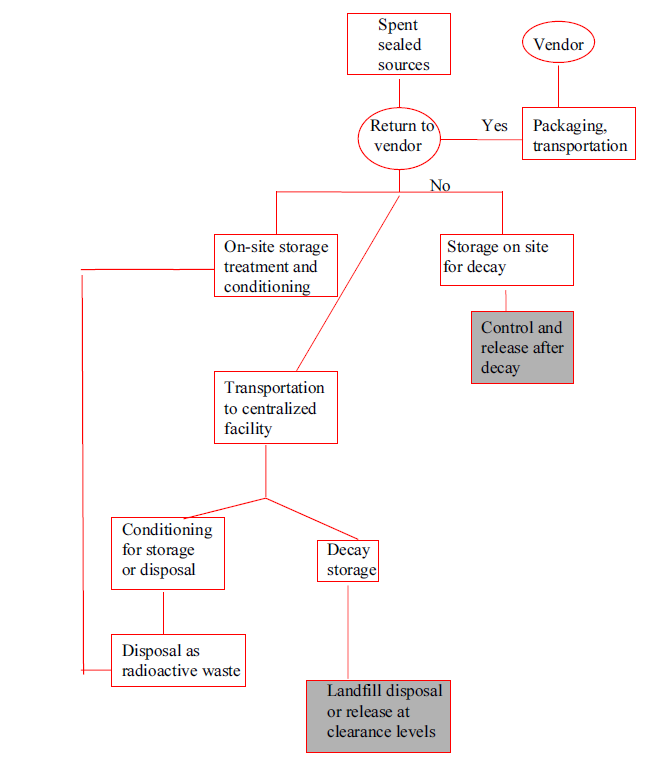 Spent
sealed
sources
Vendor
Return to
vendor
Yes
Packaging,
transportation
No
On-site storage
treatment and
conditioning
Storage on site
for decay
Control and
release after
decay
Transportation
to centralized
facility
Conditioning
for storage
or disposal
Decay
storage
Disposal as
radioactive waste
Landfill disposal
or release at
clearance levels